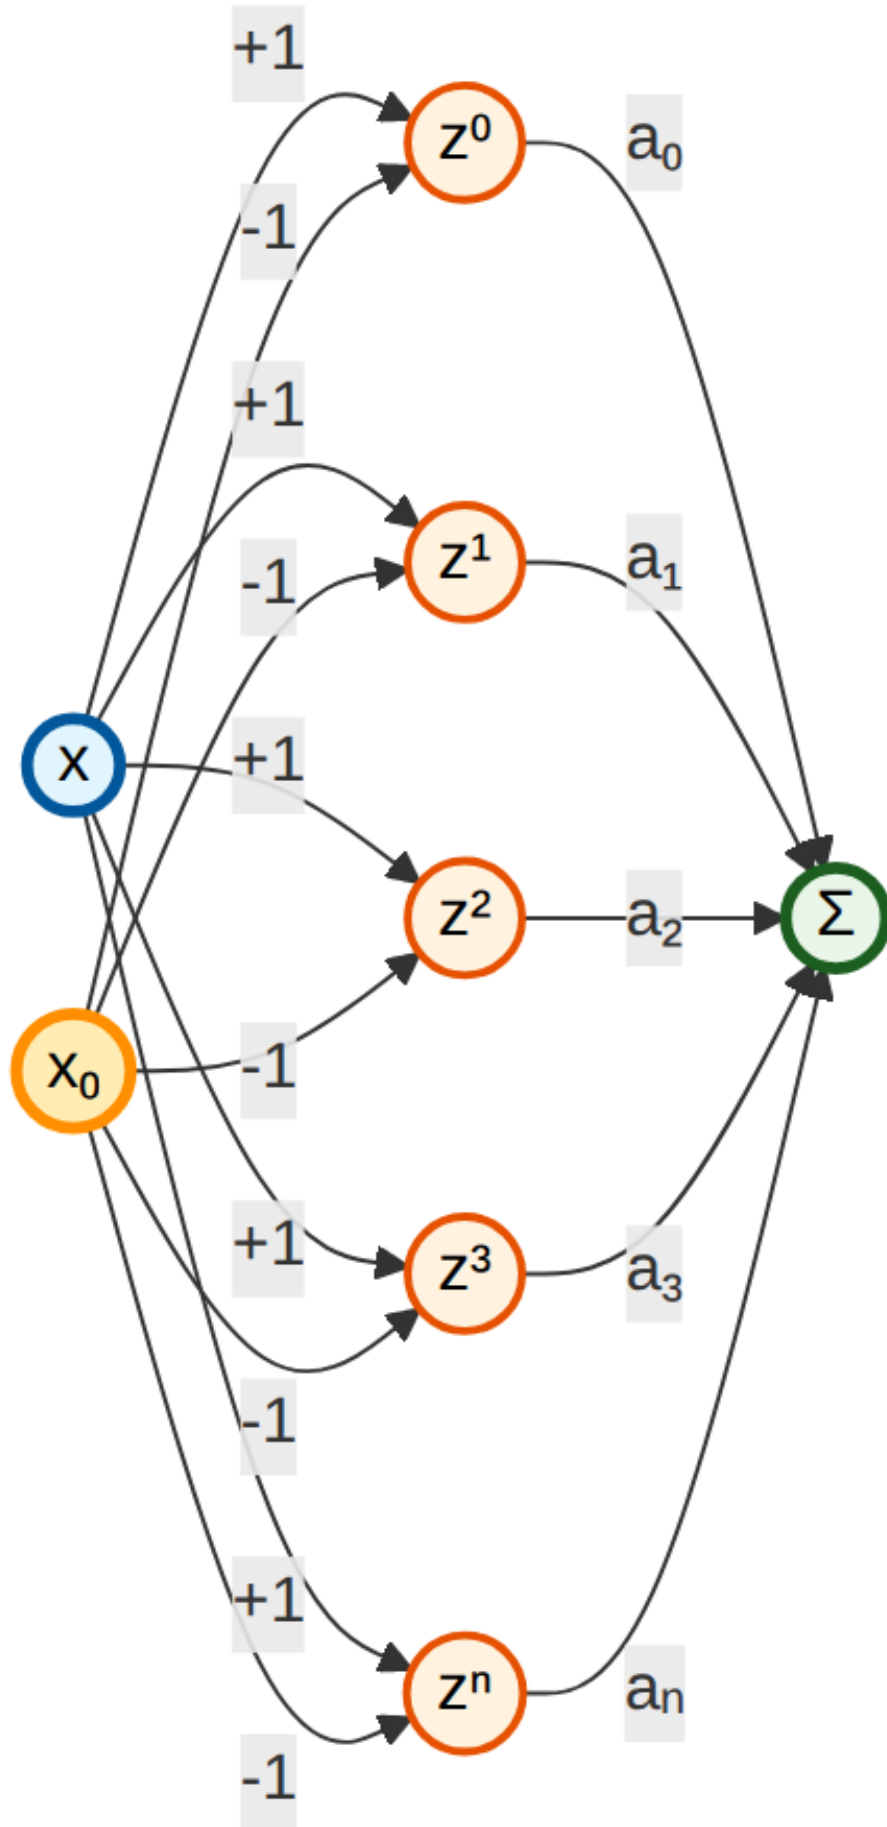 +1
z⁰
a₀
-1
+1
z¹
a₁
-1
x
+1
z²
a₂
Σ
x₀
-1
+1
z³
a₃
-1
+1
zⁿ
aₙ
-1